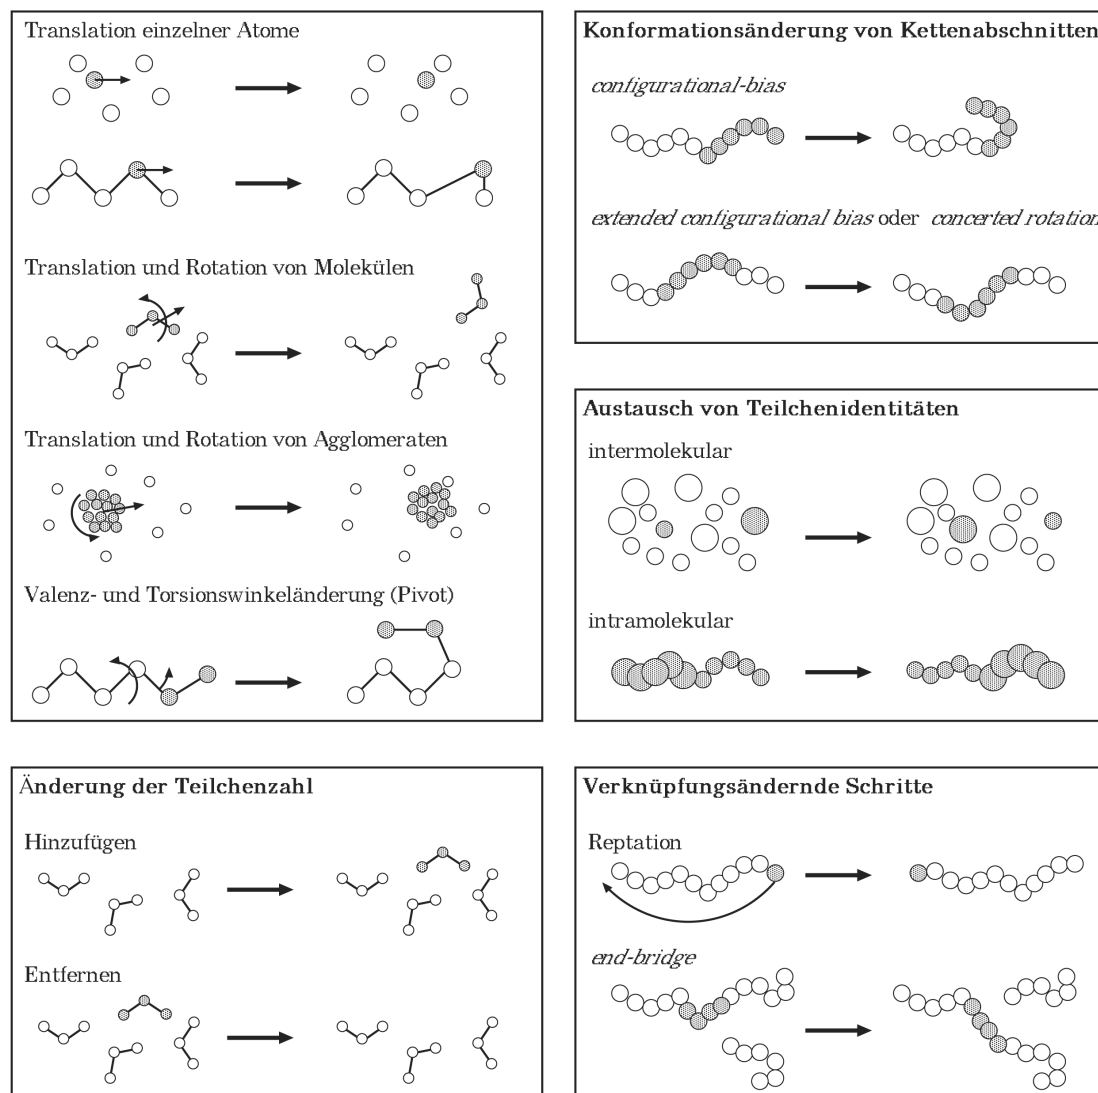 Translation einzelner Atome
Translation und Rotation von Molekülen
Translation und Rotation von Agglomeraten
Valenz- und Torsionswinkeländerung (Pivot)
Konformationsänderung von Kettenabschnitten
configurational-bias
extended configurational bias oder concerted rotation
Austausch von Teilchenidentitäten
intermolekular
intramolekular
Änderung der Teilchenzahl
Hinzufügen
Entfernen
Verknüpfungsändernde Schritte
Reptation
end-bridge